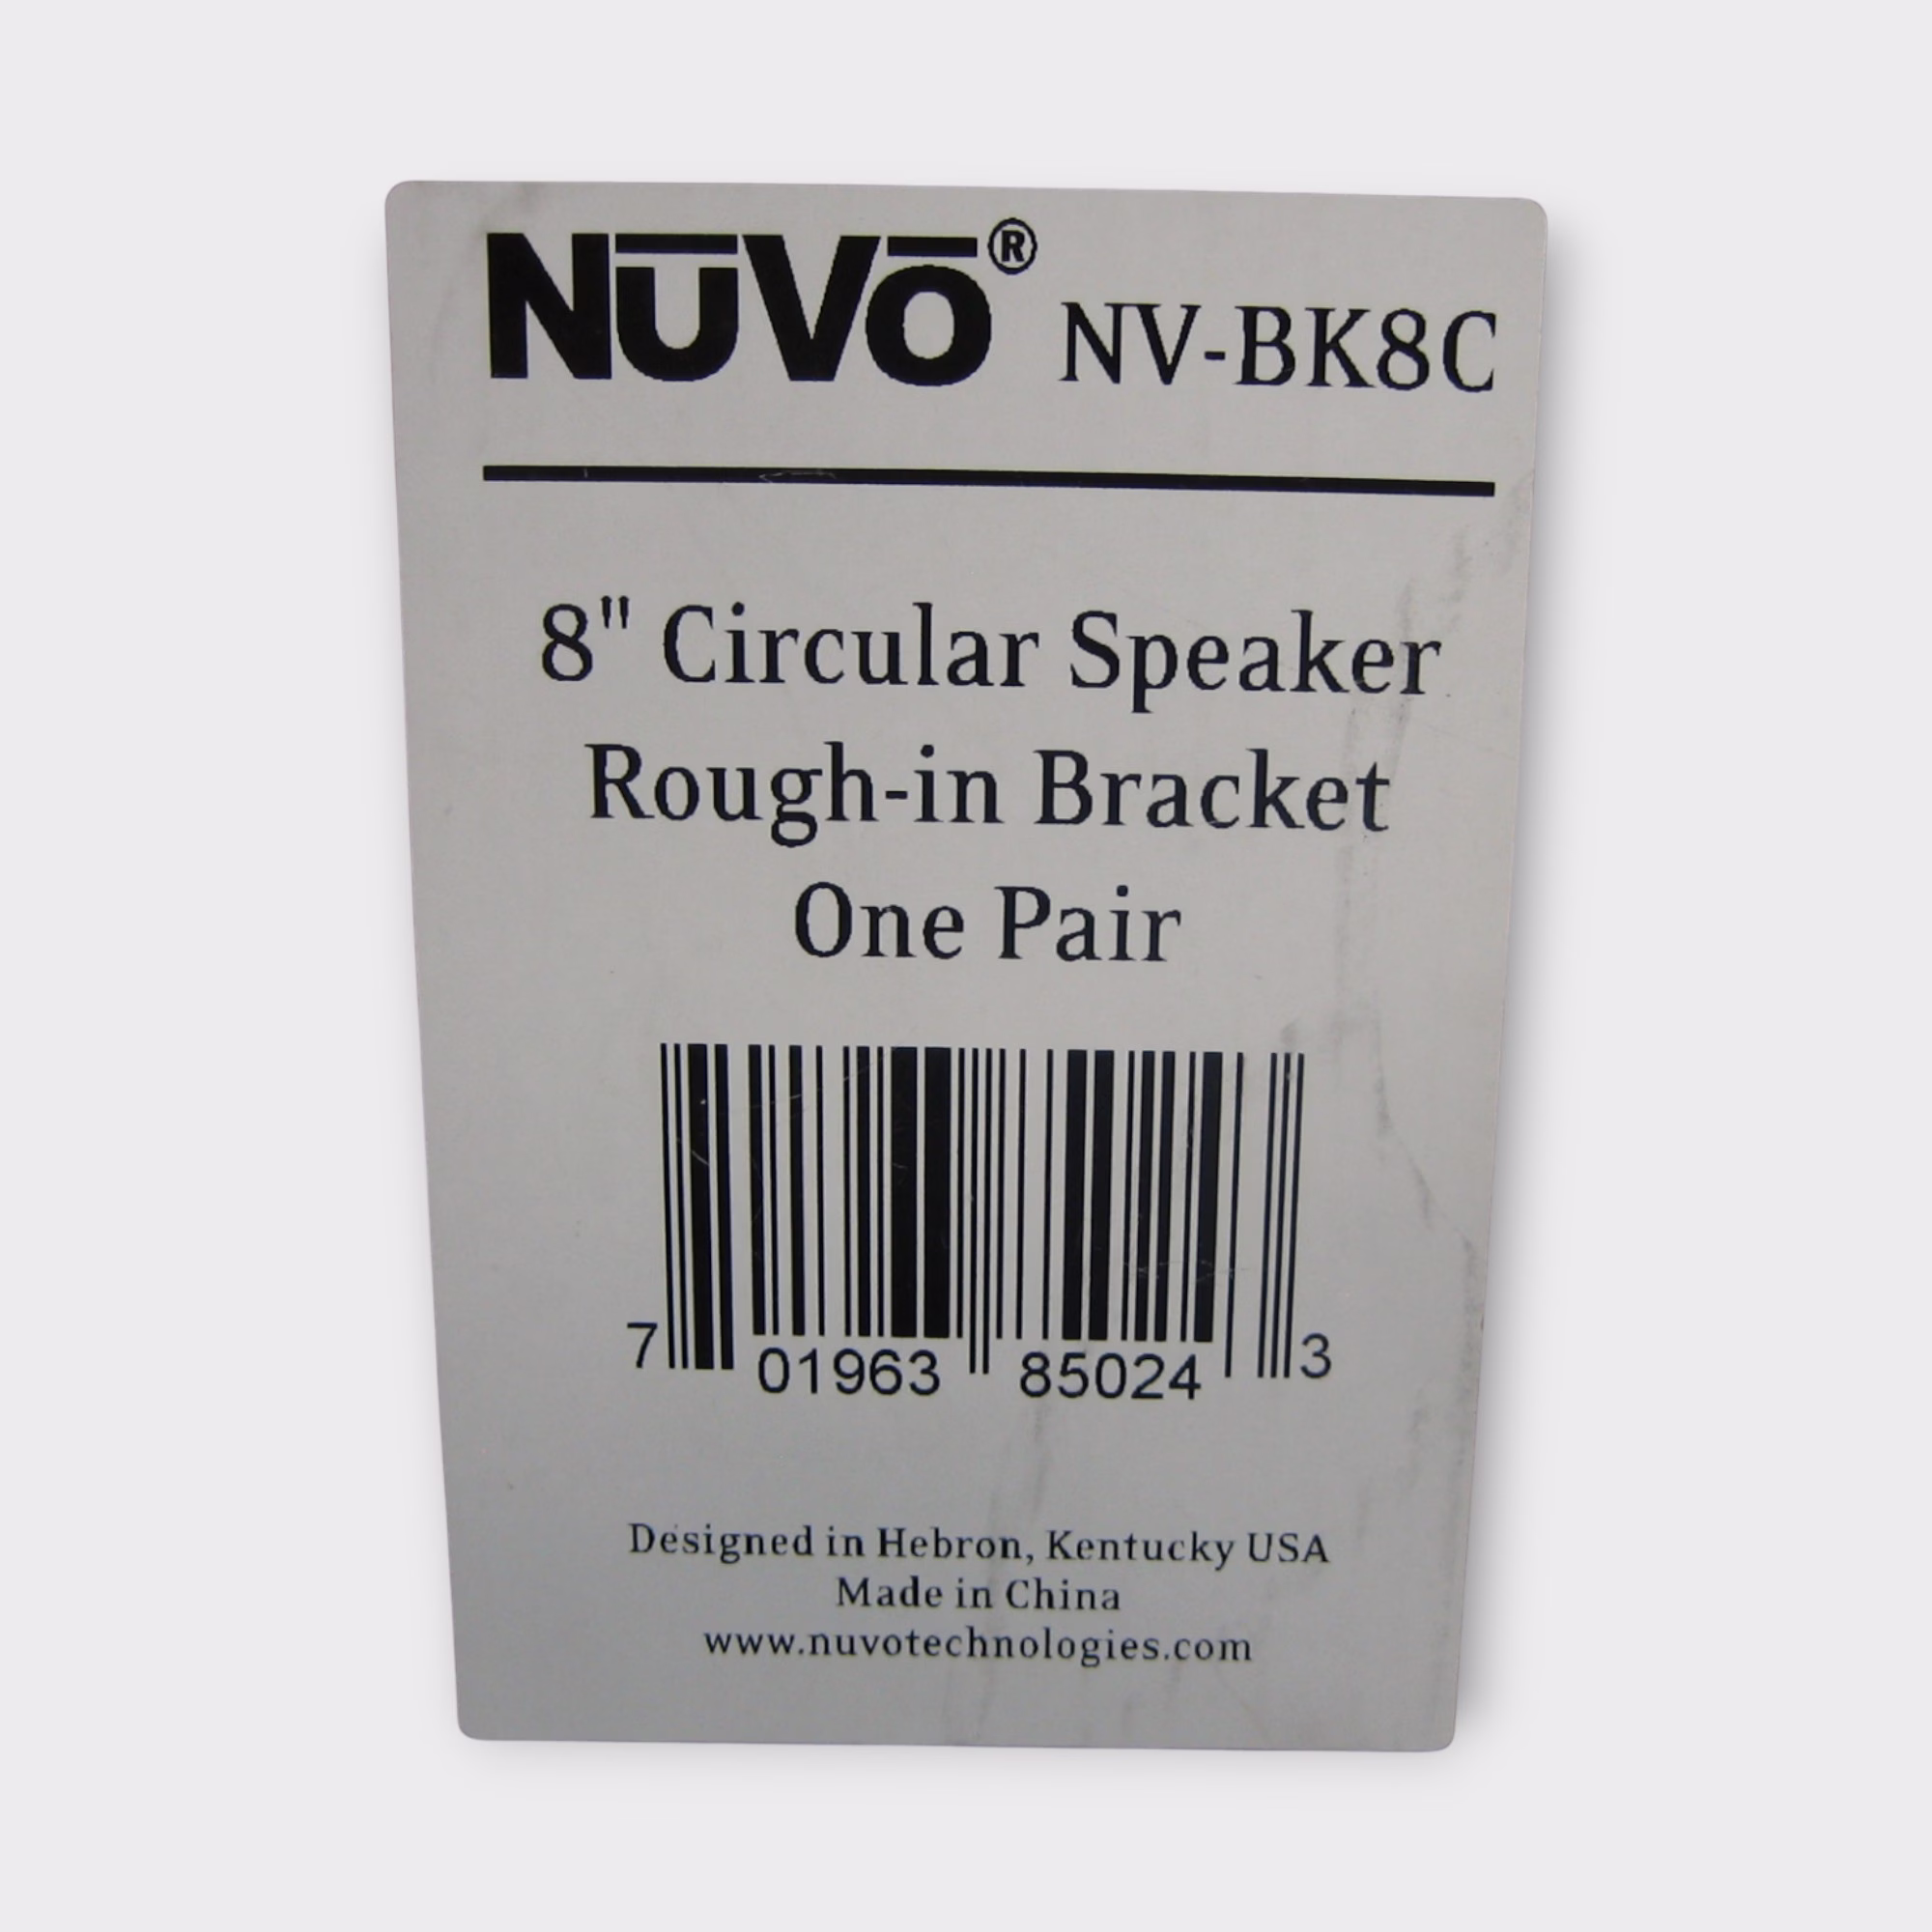 NŪVŌ® NV-BK8C
8" Circular Speaker
Rough-in Bracket
One Pair
7 01963 85024 3
Designed in Hebron, Kentucky USA
Made in China
www.nuvotechnologies.com